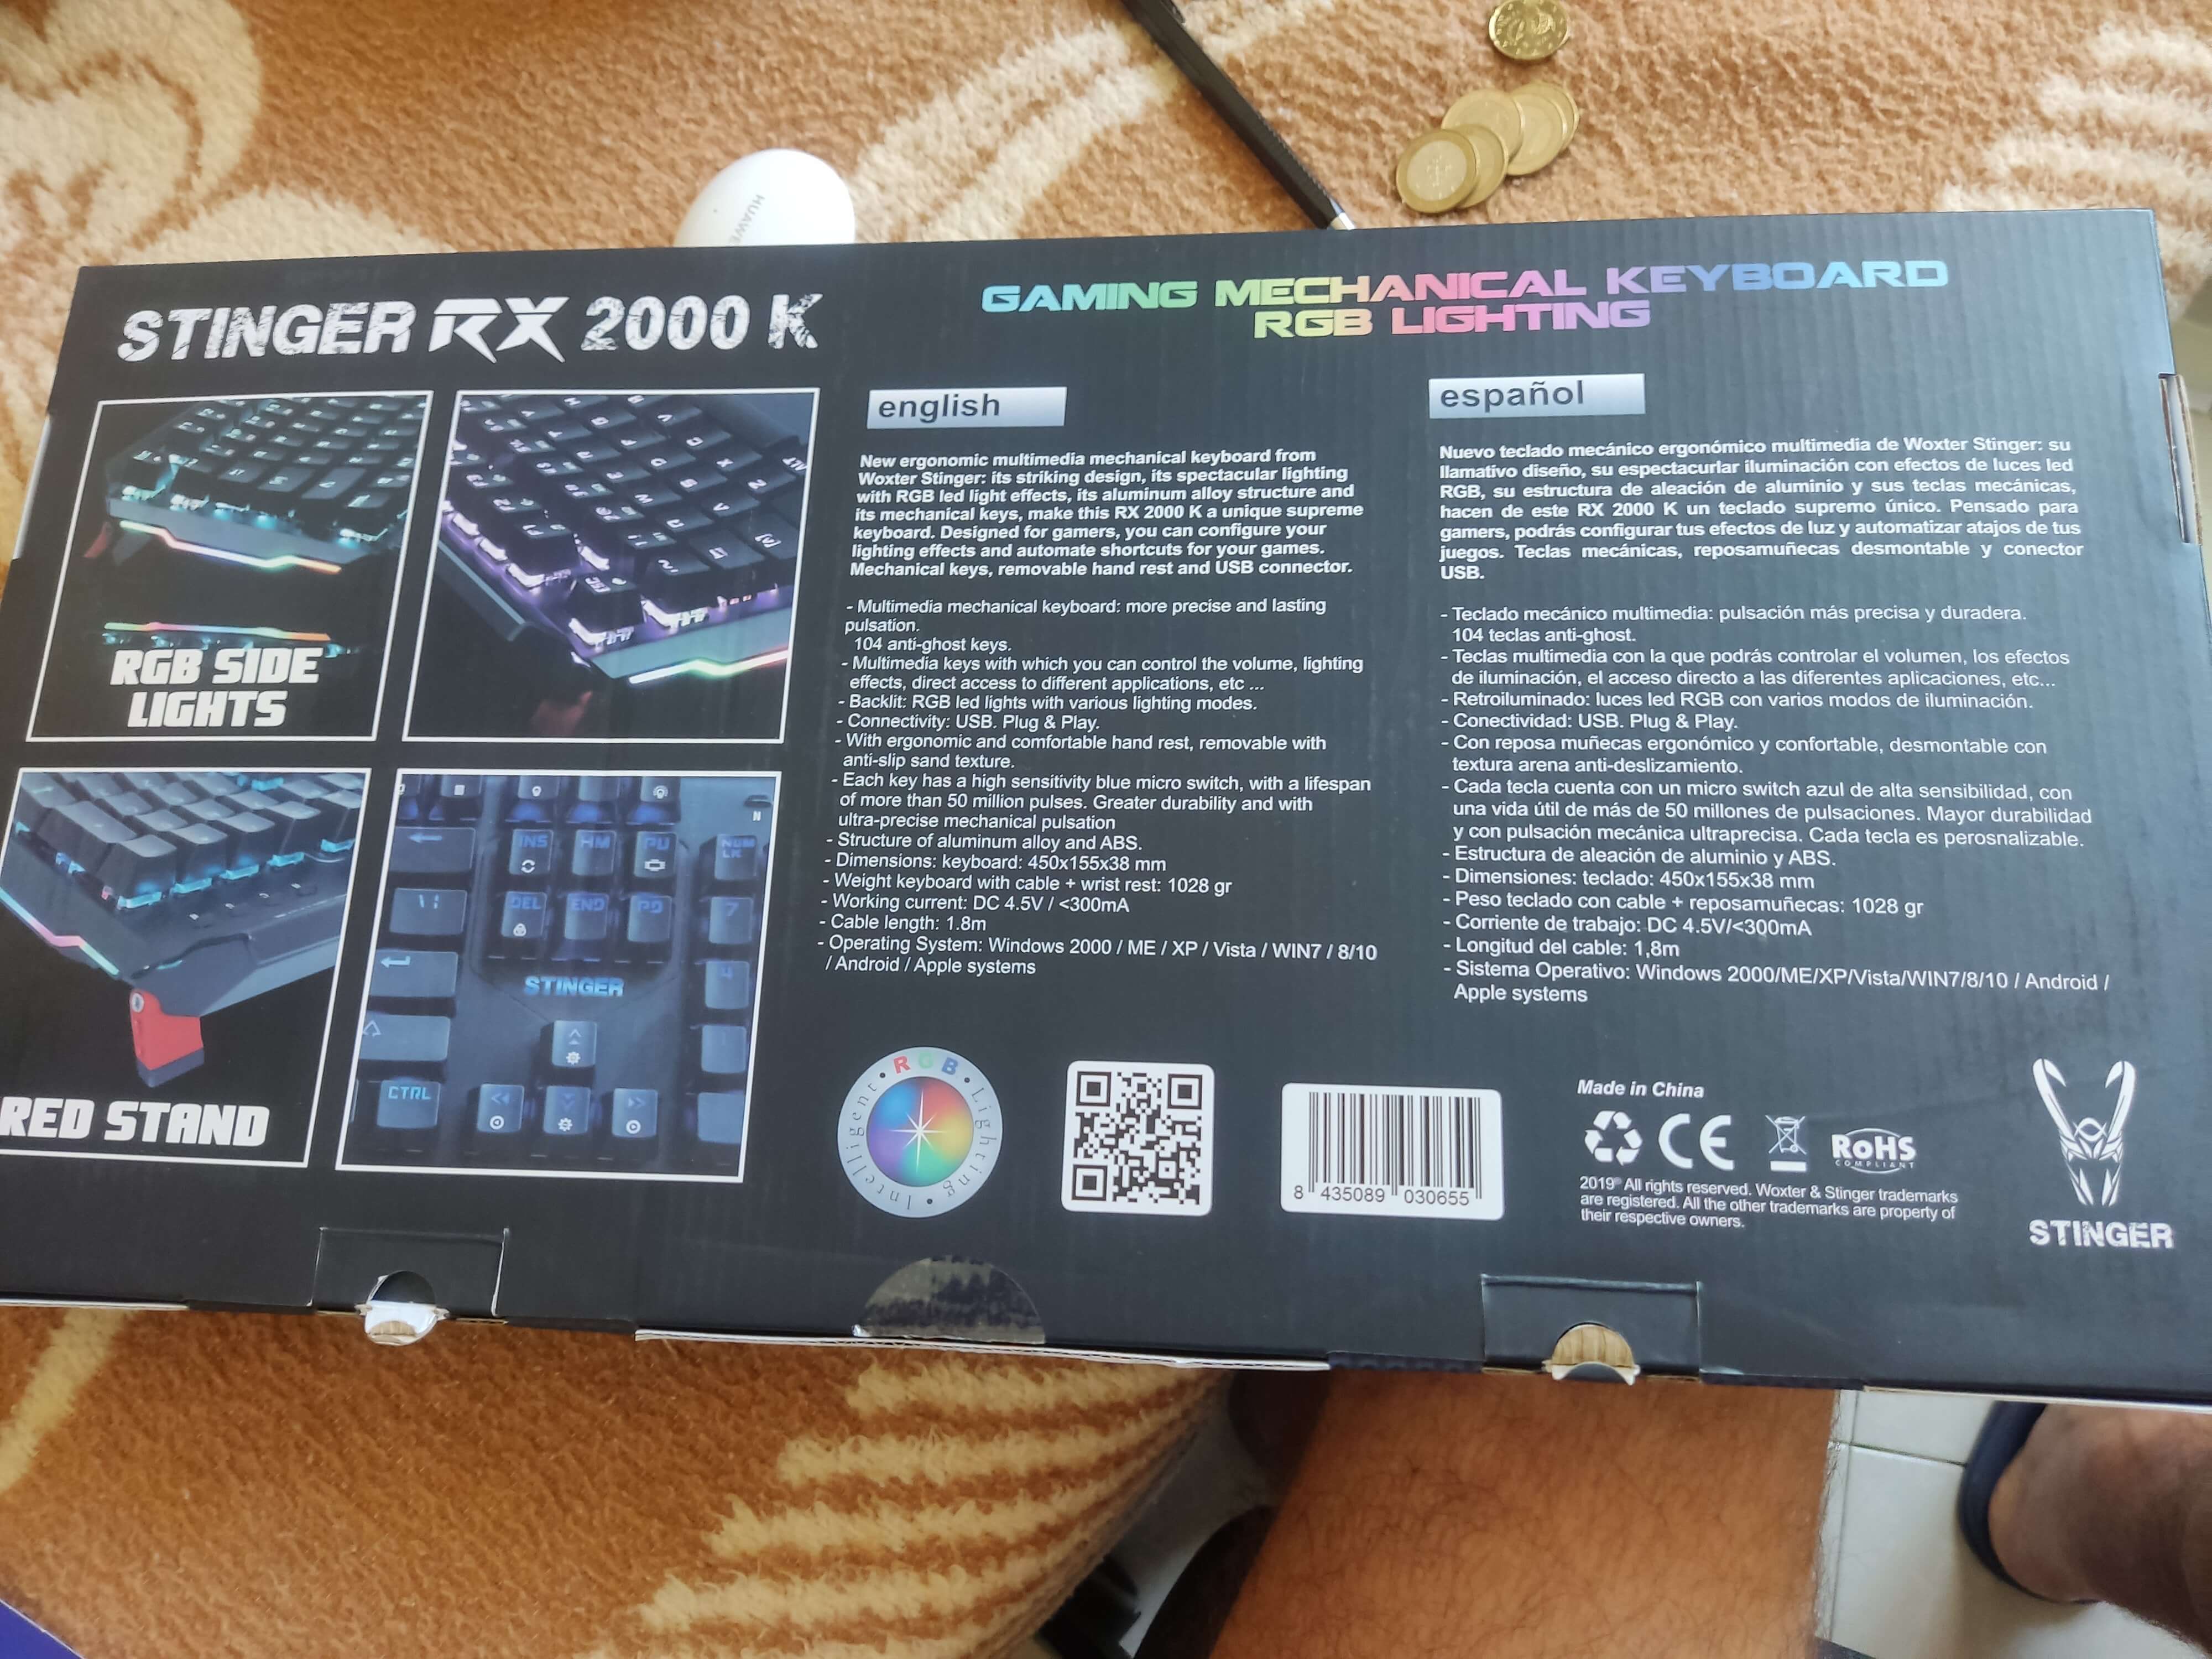 HUAWE
STINGER RX 2000 K
GAMING MECHANICAL KEYBOARD
RGB LIGHTING
RGB SIDE
LIGHTS
RED STAND
INS
HM
PU
NUM
LK
DEL
END
PD
7
4
1
STINGER
CTRL
N
english
New ergonomic multimedia mechanical keyboard from
Woxter Stinger: its striking design, its spectacular lighting
with RGB led light effects, its aluminum alloy structure and
its mechanical keys, make this RX 2000 K a unique supreme
keyboard. Designed for gamers, you can configure your
lighting effects and automate shortcuts for your games.
Mechanical keys, removable hand rest and USB connector.
- Multimedia mechanical keyboard: more precise and lasting
pulsation.
104 anti-ghost keys.
- Multimedia keys with which you can control the volume, lighting
effects, direct access to different applications, etc ...
- Backlit: RGB led lights with various lighting modes.
- Connectivity: USB. Plug & Play.
- With ergonomic and comfortable hand rest, removable with
anti-slip sand texture.
- Each key has a high sensitivity blue micro switch, with a lifespan
of more than 50 million pulses. Greater durability and with
ultra-precise mechanical pulsation
- Structure of aluminum alloy and ABS.
- Dimensions: keyboard: 450x155x38 mm
- Weight keyboard with cable + wrist rest: 1028 gr
- Working current: DC 4.5V / <300mA
- Cable length: 1.8m
- Operating System: Windows 2000 / ME / XP / Vista / WIN7 / 8/10
/ Android / Apple systems
español
Nuevo teclado mecánico ergonómico multimedia de Woxter Stinger: su
llamativo diseño, su espectacurlar iluminación con efectos de luces led
RGB, su estructura de aleación de aluminio y sus teclas mecánicas,
hacen de este RX 2000 K un teclado supremo único. Pensado para
gamers, podrás configurar tus efectos de luz y automatizar atajos de tus
juegos. Teclas mecánicas, reposamuñecas desmontable y conector
USB.
- Teclado mecánico multimedia: pulsación más precisa y duradera.
104 teclas anti-ghost.
- Teclas multimedia con la que podrás controlar el volumen, los efectos
de iluminación, el acceso directo a las diferentes aplicaciones, etc...
- Retroiluminado: luces led RGB con varios modos de iluminación.
- Conectividad: USB. Plug & Play.
- Con reposa muñecas ergonómico y confortable, desmontable con
textura arena anti-deslizamiento.
- Cada tecla cuenta con un micro switch azul de alta sensibilidad, con
una vida útil de más de 50 millones de pulsaciones. Mayor durabilidad
y con pulsación mecánica ultraprecisa. Cada tecla es perosnalizable.
- Estructura de aleación de aluminio y ABS.
- Dimensiones: teclado: 450x155x38 mm
- Peso teclado con cable + reposamuñecas: 1028 gr
- Corriente de trabajo: DC 4.5V/<300mA
- Longitud del cable: 1,8m
- Sistema Operativo: Windows 2000/ME/XP/Vista/WIN7/8/10 / Android /
Apple systems
Intelligent • RGB • Lighting •
8 435089 030655
Made in China
CE
RoHS
COMPLIANT
2019® All rights reserved. Woxter & Stinger trademarks
are registered. All the other trademarks are property of
their respective owners.
STINGER